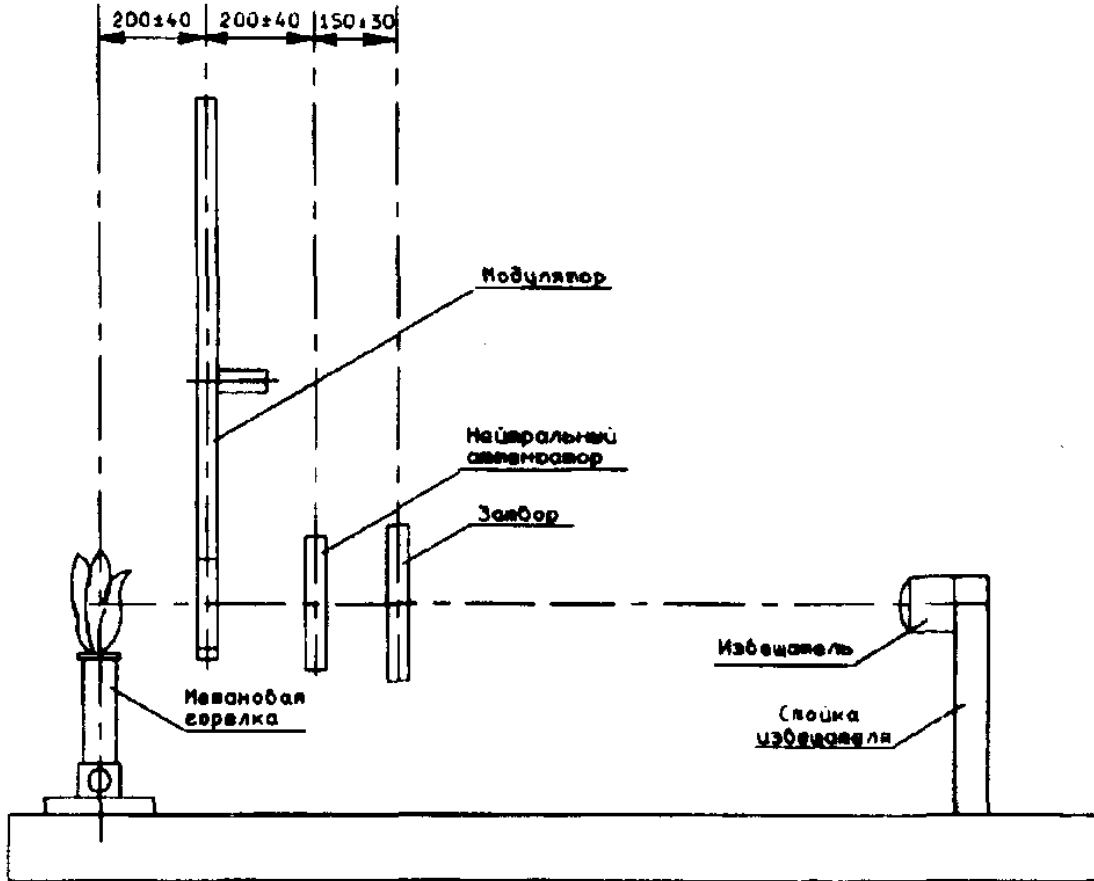 200±40
200±40
150±30
Модулятор
Нейтральный
аттенюатор
Затвор
Извещатель
Метановая
горелка
Стойка
извещателя